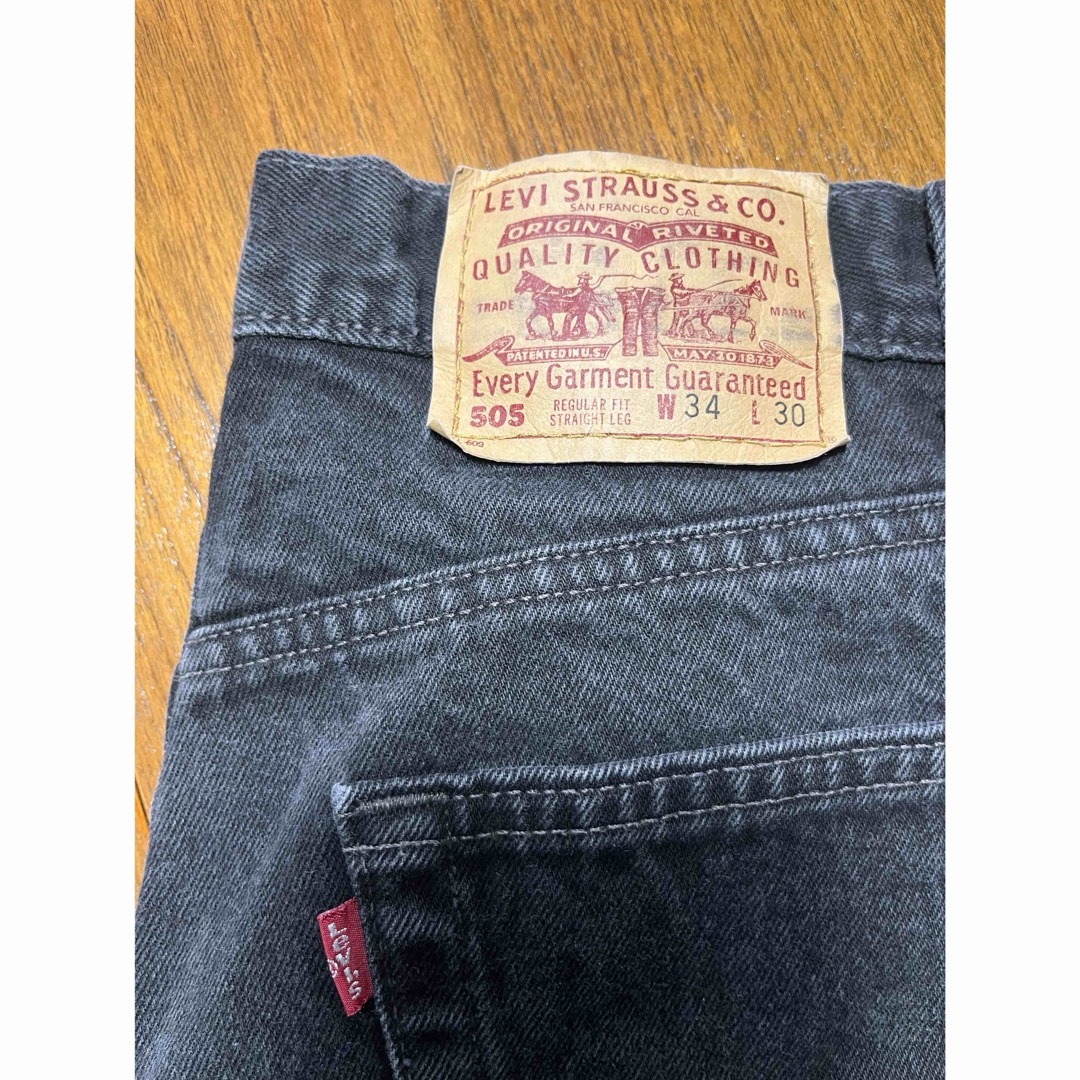 LEVI STRAUSS & CO.
SAN FRANCISCO CAL
ORIGINAL RIVETED
QUALITY CLOTHING
TRADE MARK
PATENTED IN U.S. MAY 20 1873
Every Garment Guaranteed
505 REGULAR FIT STRAIGHT LEG W 34 L 30
609 ®
Levi's ®